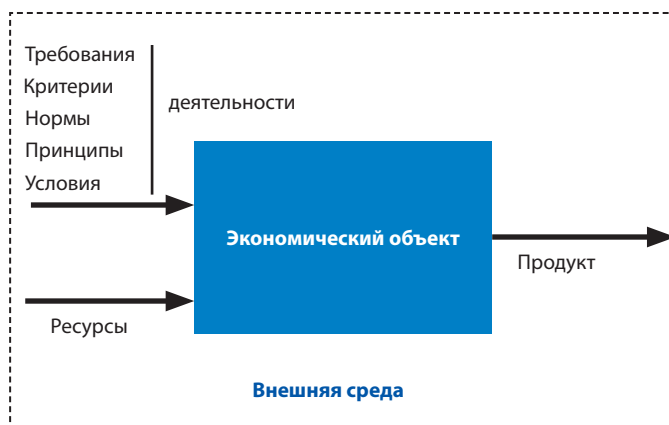 Требования
Критерии
Нормы
Принципы
Условия
деятельности
Экономический объект
Продукт
Ресурсы
Внешняя среда